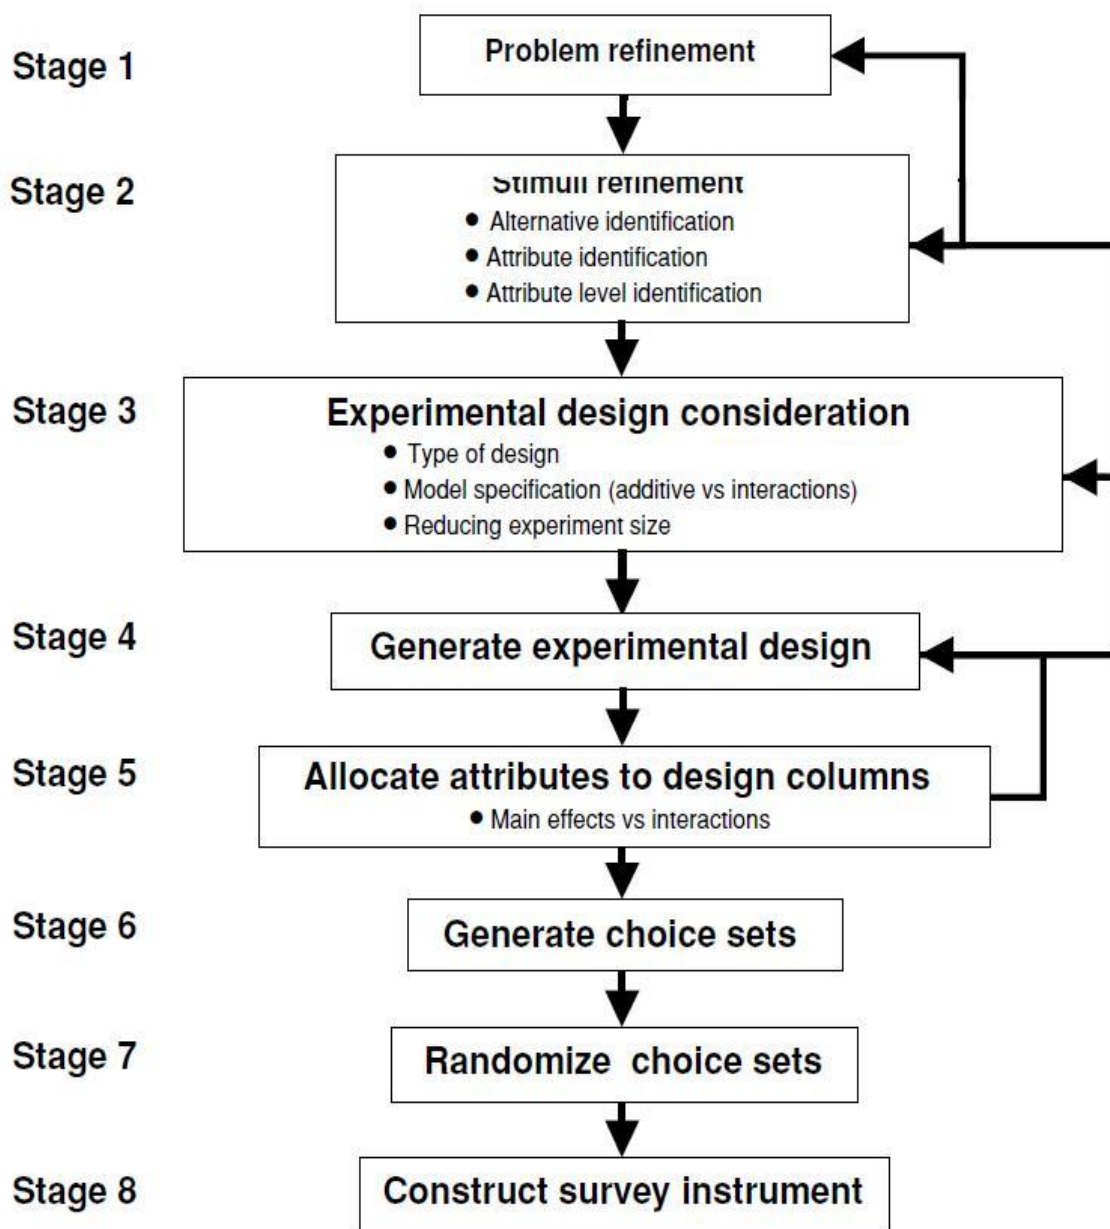 Stage 1
Problem refinement
Stage 2
Stimuli refinement
• Alternative identification
• Attribute identification
• Attribute level identification
Stage 3
Experimental design consideration
• Type of design
• Model specification (additive vs interactions)
• Reducing experiment size
Stage 4
Generate experimental design
Stage 5
Allocate attributes to design columns
• Main effects vs interactions
Stage 6
Generate choice sets
Stage 7
Randomize choice sets
Stage 8
Construct survey instrument